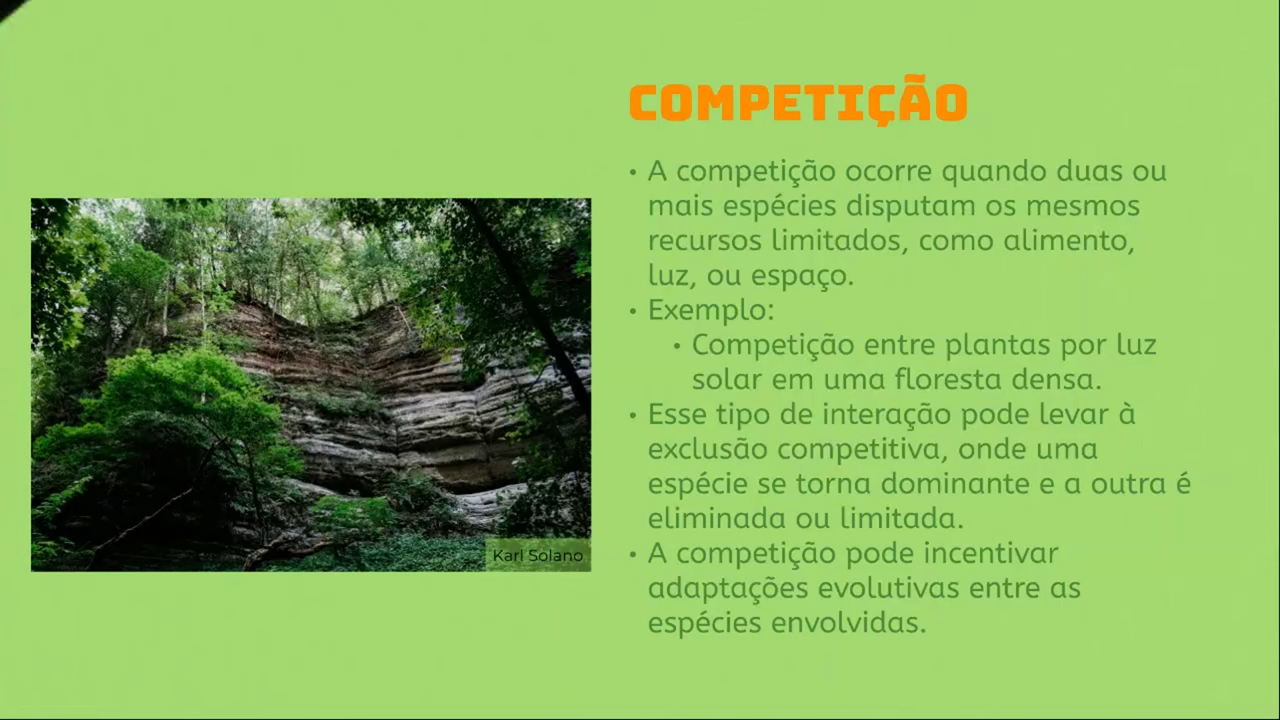 COMPETIÇÃO
• A competição ocorre quando duas ou
mais espécies disputam os mesmos
recursos limitados, como alimento,
luz, ou espaço.
• Exemplo:
• Competição entre plantas por luz
solar em uma floresta densa.
• Esse tipo de interação pode levar à
exclusão competitiva, onde uma
espécie se torna dominante e a outra é
eliminada ou limitada.
• A competição pode incentivar
adaptações evolutivas entre as
espécies envolvidas.
Karl Solano